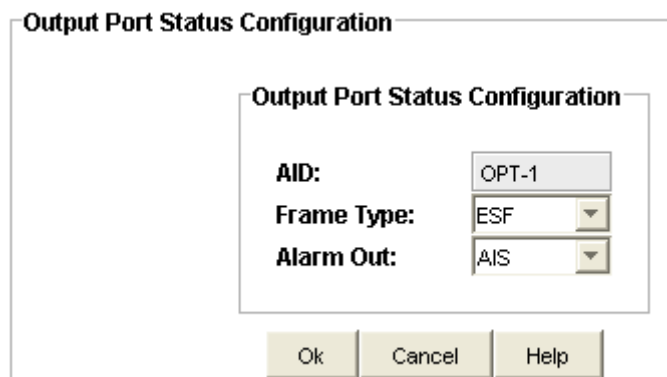 Output Port Status Configuration
Output Port Status Configuration
AID: OPT-1
Frame Type: ESF
Alarm Out: AIS
Ok Cancel Help